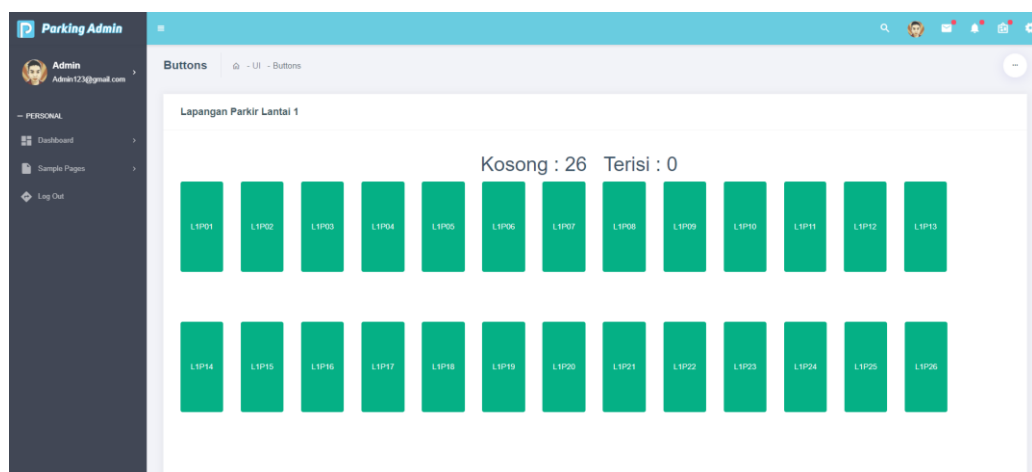 Parking Admin
Admin
Admin123@gmail.com
Buttons - UI - Buttons
PERSONAL
Dashboard
Sample Pages
Log Out
Lapangan Parkir Lantai 1
Kosong : 26 Terisi : 0
L1P01 L1P02 L1P03 L1P04 L1P05 L1P06 L1P07 L1P08 L1P09 L1P10 L1P11 L1P12 L1P13
L1P14 L1P15 L1P16 L1P17 L1P18 L1P19 L1P20 L1P21 L1P22 L1P23 L1P24 L1P25 L1P26